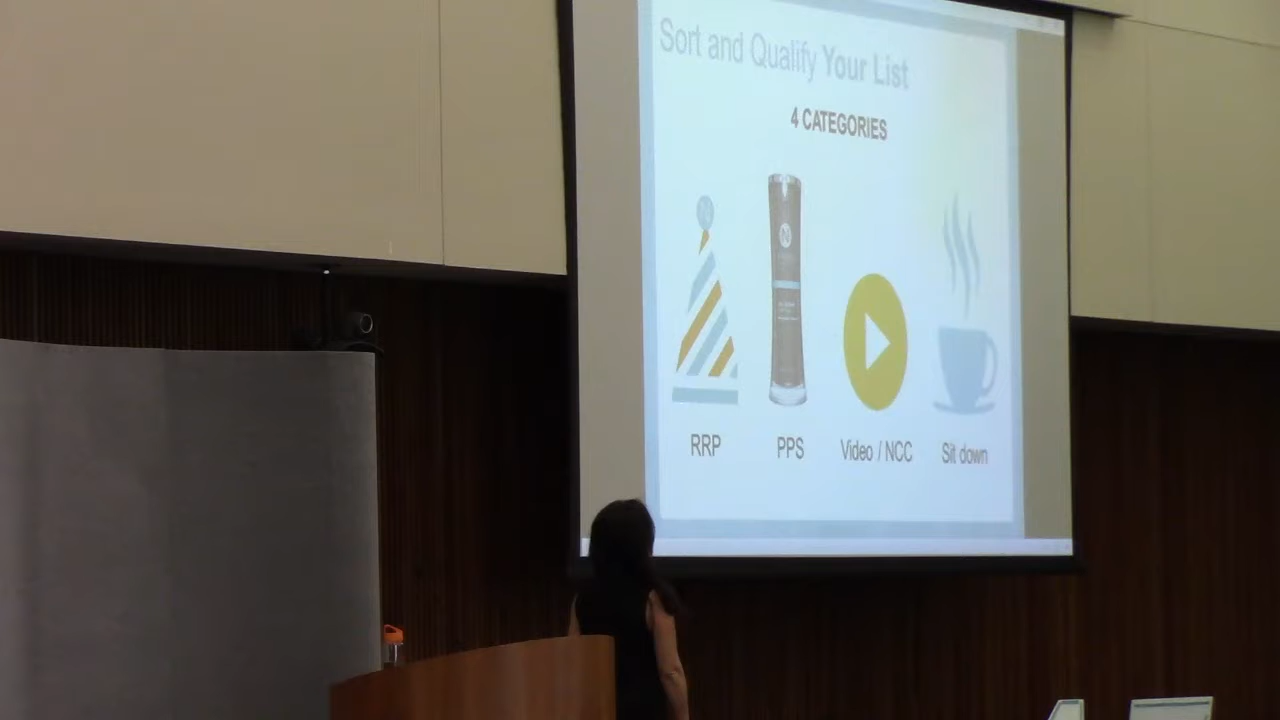 Sort and Qualify Your List
4 CATEGORIES
N
N
RRP
PPS
Video / NCC
Sit down